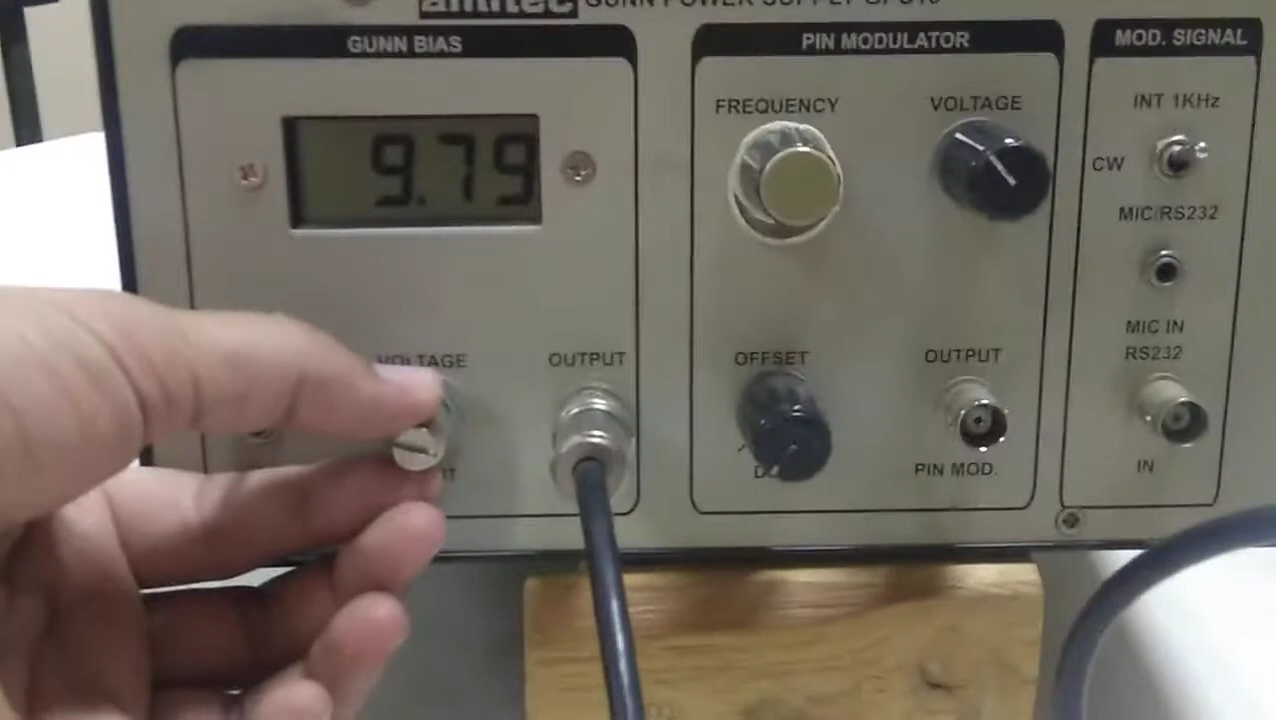 amitec GUNN POWER SUPPLY
GUNN BIAS
9.79
VOLTAGE
OUTPUT
PIN MODULATOR
FREQUENCY
VOLTAGE
OFFSET
OUTPUT
PIN MOD.
MOD. SIGNAL
INT 1KHz
CW
MIC/RS232
MIC IN
RS232
IN